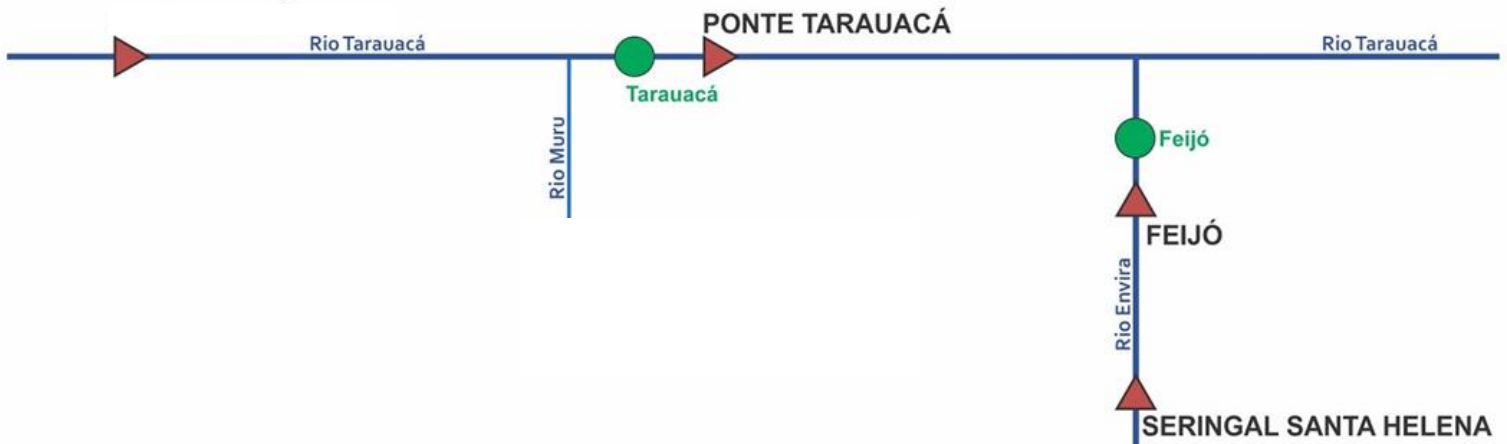 PONTE TARAUACÁ
Rio Tarauacá
Rio Tarauacá
Tarauacá
Rio Muru
Feijó
FEIJÓ
Rio Envira
SERINGAL SANTA HELENA